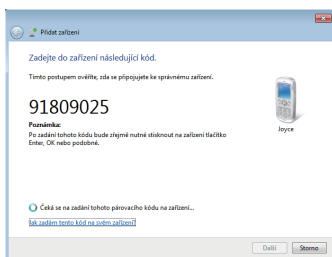 Přidat zařízení
Zadejte do zařízení následující kód.
Tímto postupem ověříte, zda se připojujete ke správnému zařízení.
91809025
Poznámka:
Po zadání tohoto kódu bude zřejmě nutné stisknout na zařízení tlačítko
Enter, OK nebo podobné.
Joyce
Čeká se na zadání tohoto párovacího kódu na zařízení...
Jak zadám tento kód na svém zařízení?
Další
Storno